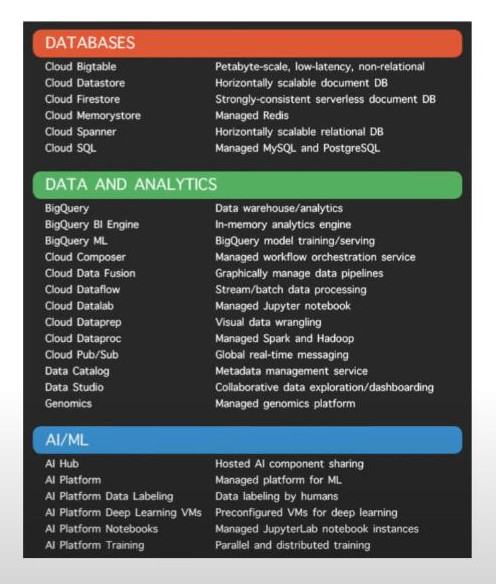 DATABASES
Cloud Bigtable Petabyte-scale, low-latency, non-relational
Cloud Datastore Horizontally scalable document DB
Cloud Firestore Strongly-consistent serverless document DB
Cloud Memorystore Managed Redis
Cloud Spanner Horizontally scalable relational DB
Cloud SQL Managed MySQL and PostgreSQL
DATA AND ANALYTICS
BigQuery Data warehouse/analytics
BigQuery BI Engine In-memory analytics engine
BigQuery ML BigQuery model training/serving
Cloud Composer Managed workflow orchestration service
Cloud Data Fusion Graphically manage data pipelines
Cloud Dataflow Stream/batch data processing
Cloud Datalab Managed Jupyter notebook
Cloud Dataprep Visual data wrangling
Cloud Dataproc Managed Spark and Hadoop
Cloud Pub/Sub Global real-time messaging
Data Catalog Metadata management service
Data Studio Collaborative data exploration/dashboarding
Genomics Managed genomics platform
AI/ML
AI Hub Hosted AI component sharing
AI Platform Managed platform for ML
AI Platform Data Labeling Data labeling by humans
AI Platform Deep Learning VMs Preconfigured VMs for deep learning
AI Platform Notebooks Managed JupyterLab notebook instances
AI Platform Training Parallel and distributed training